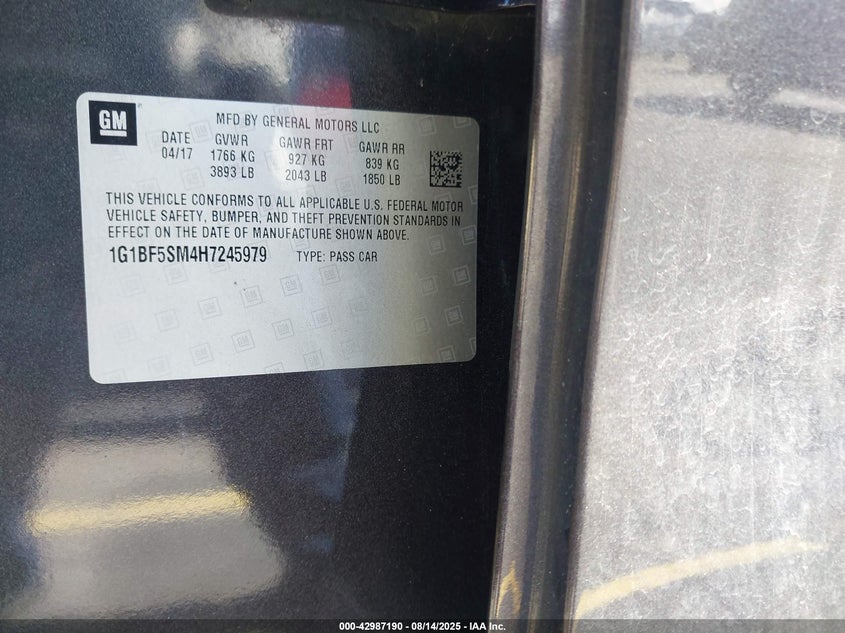 GM
MFD BY GENERAL MOTORS LLC
DATE GVWR GAWR FRT GAWR RR
04/17 1766 KG 927 KG 839 KG
3893 LB 2043 LB 1850 LB
THIS VEHICLE CONFORMS TO ALL APPLICABLE U.S. FEDERAL MOTOR
VEHICLE SAFETY, BUMPER, AND THEFT PREVENTION STANDARDS IN
EFFECT ON THE DATE OF MANUFACTURE SHOWN ABOVE.
1G1BF5SM4H7245979 TYPE: PASS CAR
000-42987190 - 08/14/2025 - © IAA Inc.